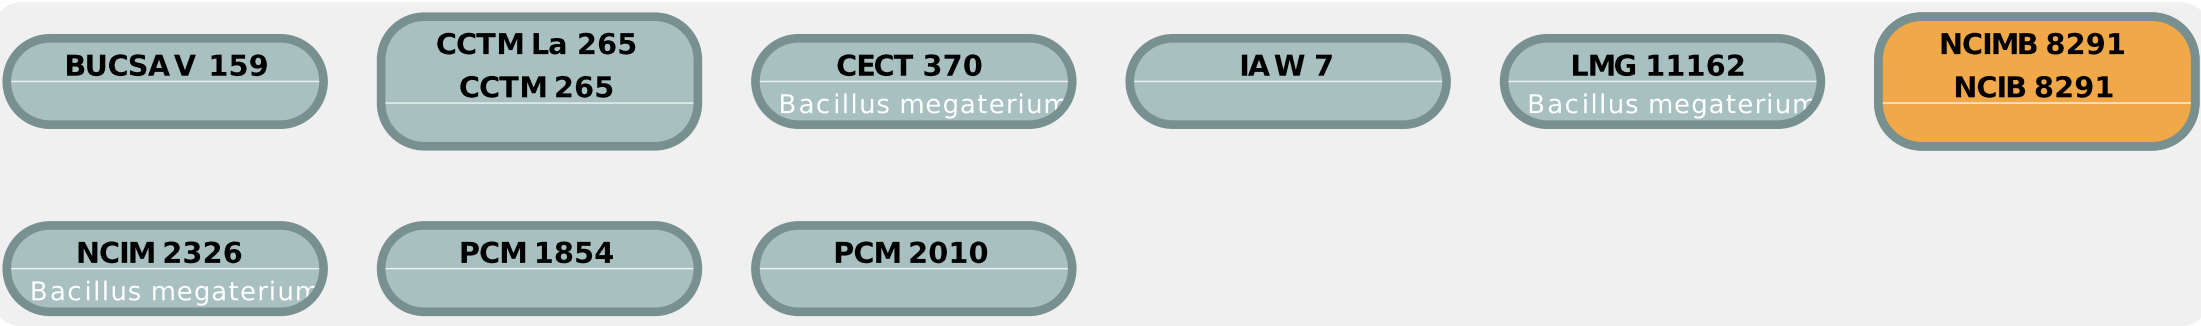 BUCSAV 159
CCTM La 265
CCTM 265
CECT 370
Bacillus megaterium
IAW 7
LMG 11162
Bacillus megaterium
NCIMB 8291
NCIB 8291
NCIM 2326
Bacillus megaterium
PCM 1854
PCM 2010